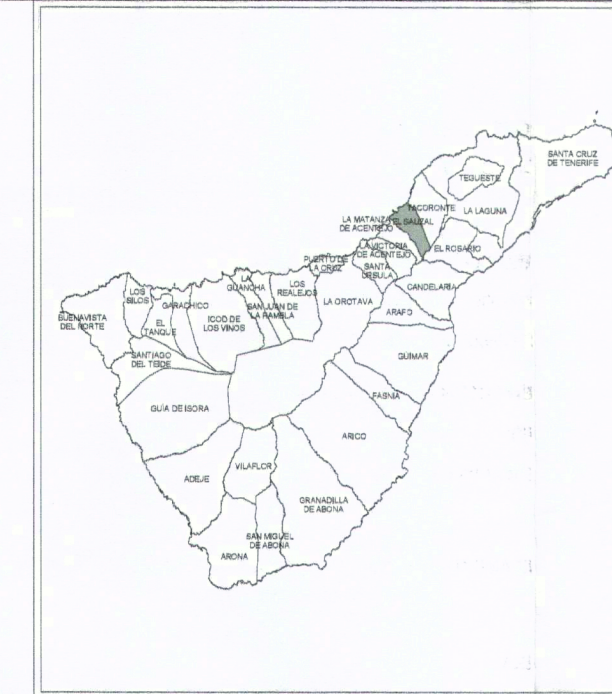 SANTA CRUZ
DE TENERIFE
TEGUESTE
TACORONTE
LA LAGUNA
LA MATANZA
DE ACENTEJO
EL SAUZAL
EL ROSARIO
LA VICTORIA
DE ACENTEJO
PUERTO DE
LA CRUZ
SANTA
URSULA
CANDELARIA
LA
GUANCHA
LOS
REALEJOS
LA OROTAVA
LOS
SILOS
GARACHICO
SAN JUAN DE
LA RAMBLA
ARAFO
BUENAVISTA
DEL NORTE
EL
TANQUE
ICOD DE
LOS VINOS
SANTIAGO
DEL TEIDE
GÜIMAR
FASNIA
GUÍA DE ISORA
ARICO
VILAFLOR
ADEJE
GRANADILLA
DE ABONA
SAN MIGUEL
DE ABONA
ARONA